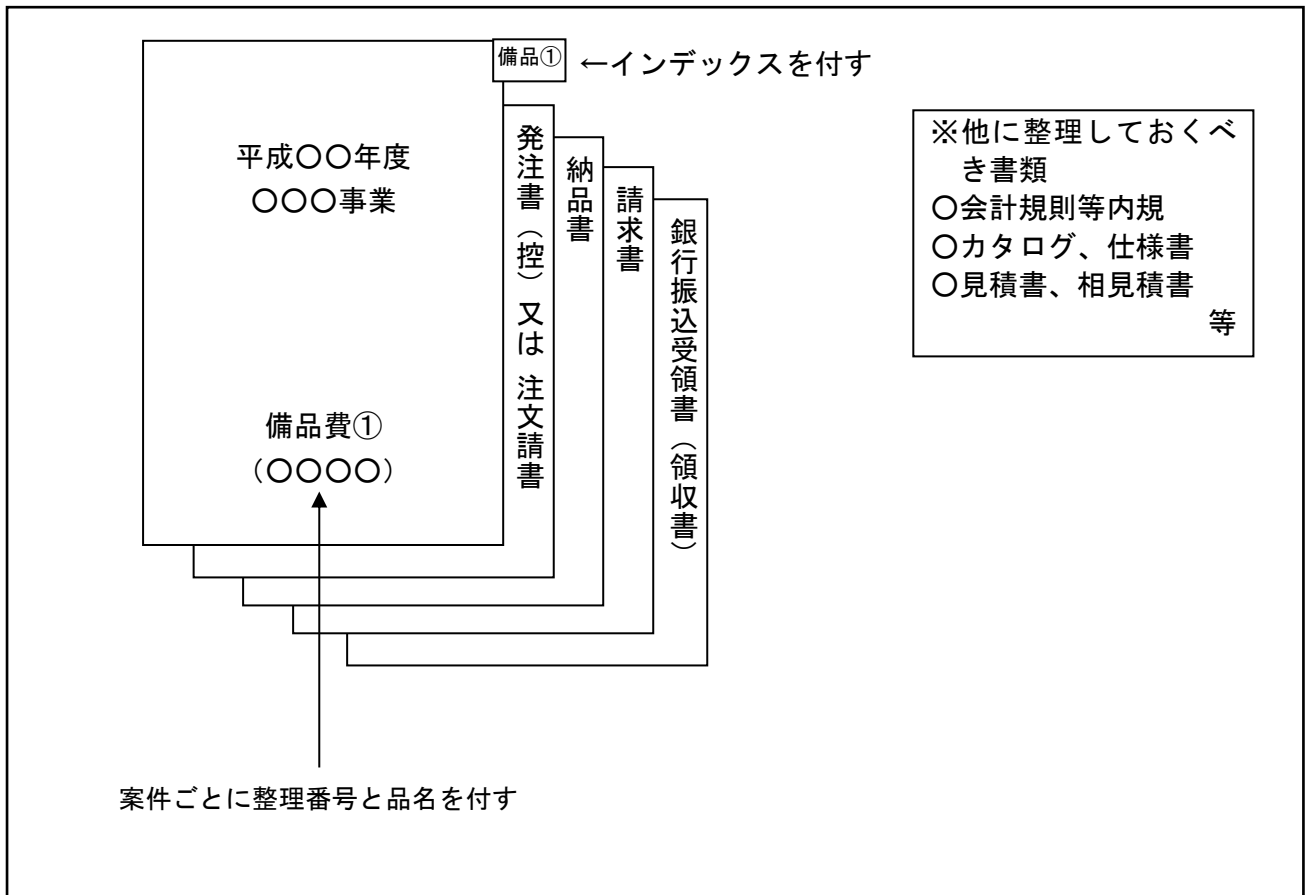 備品①
←インデックスを付す
平成〇〇年度
〇〇〇事業
備品費①
(〇〇〇〇)
発注書(控)又は 注文請書
納品書
請求書
銀行振込受領書(領収書)
※他に整理しておくべ
き書類
〇会計規則等内規
〇カタログ、仕様書
〇見積書、相見積書
等
案件ごとに整理番号と品名を付す